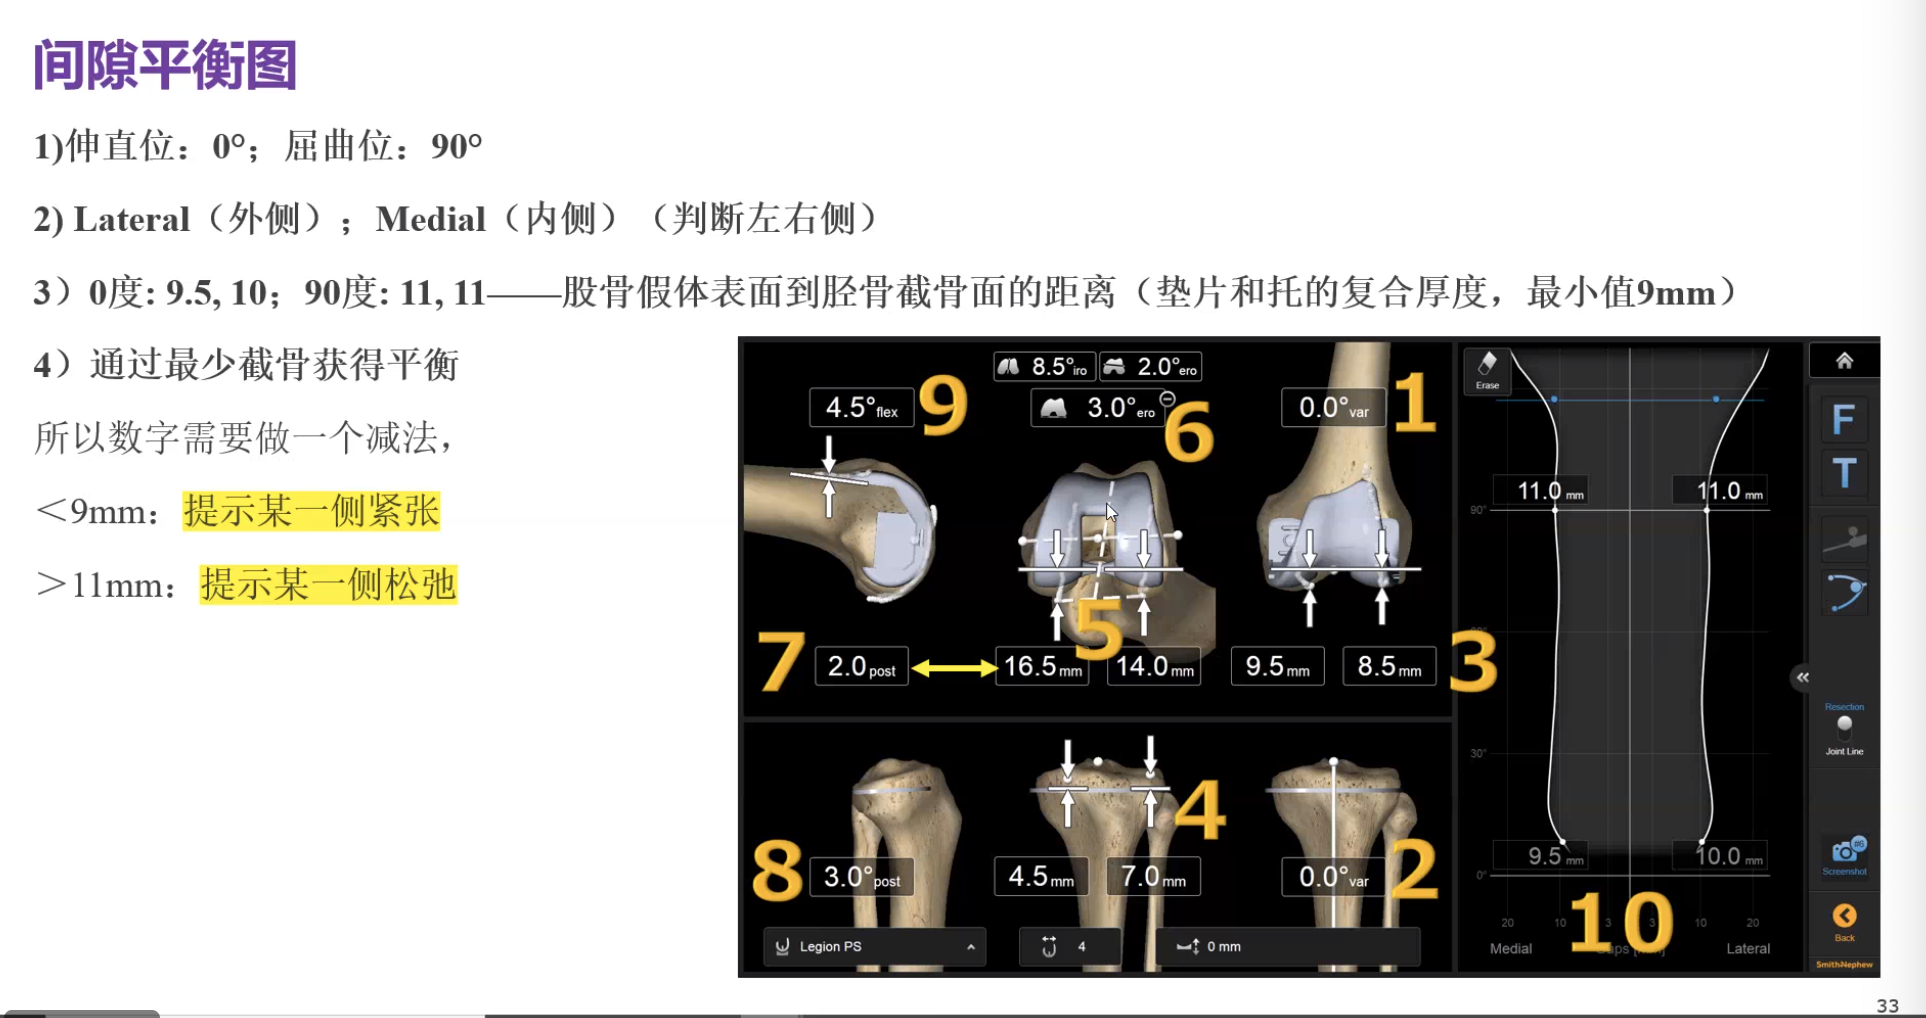 间隙平衡图
1)伸直位：0°；屈曲位：90°
2) Lateral（外侧）；Medial（内侧）（判断左右侧）
3）0度: 9.5, 10；90度: 11, 11——股骨假体表面到胫骨截骨面的距离（垫片和托的复合厚度，最小值9mm）
4）通过最少截骨获得平衡
所以数字需要做一个减法，
＜9mm：提示某一侧紧张
＞11mm：提示某一侧松弛
8.5°iro 2.0°ero
4.5°flex 9 3.0°ero 6 0.0°var 1
7 2.0 post 16.5 mm 5 14.0 mm 9.5 mm 8.5 mm 3
4
8 3.0°post 4.5 mm 7.0 mm 0.0°var 2
Legion PS 4 0 mm
Erase
11.0 mm 11.0 mm
90°
30°
9.5 mm 10.0 mm
0°
20 10 3 3 10 20
10
Medial Lateral
F
T
Resection
Joint Line
#6
Screenshot
Back
SmithNephew
33